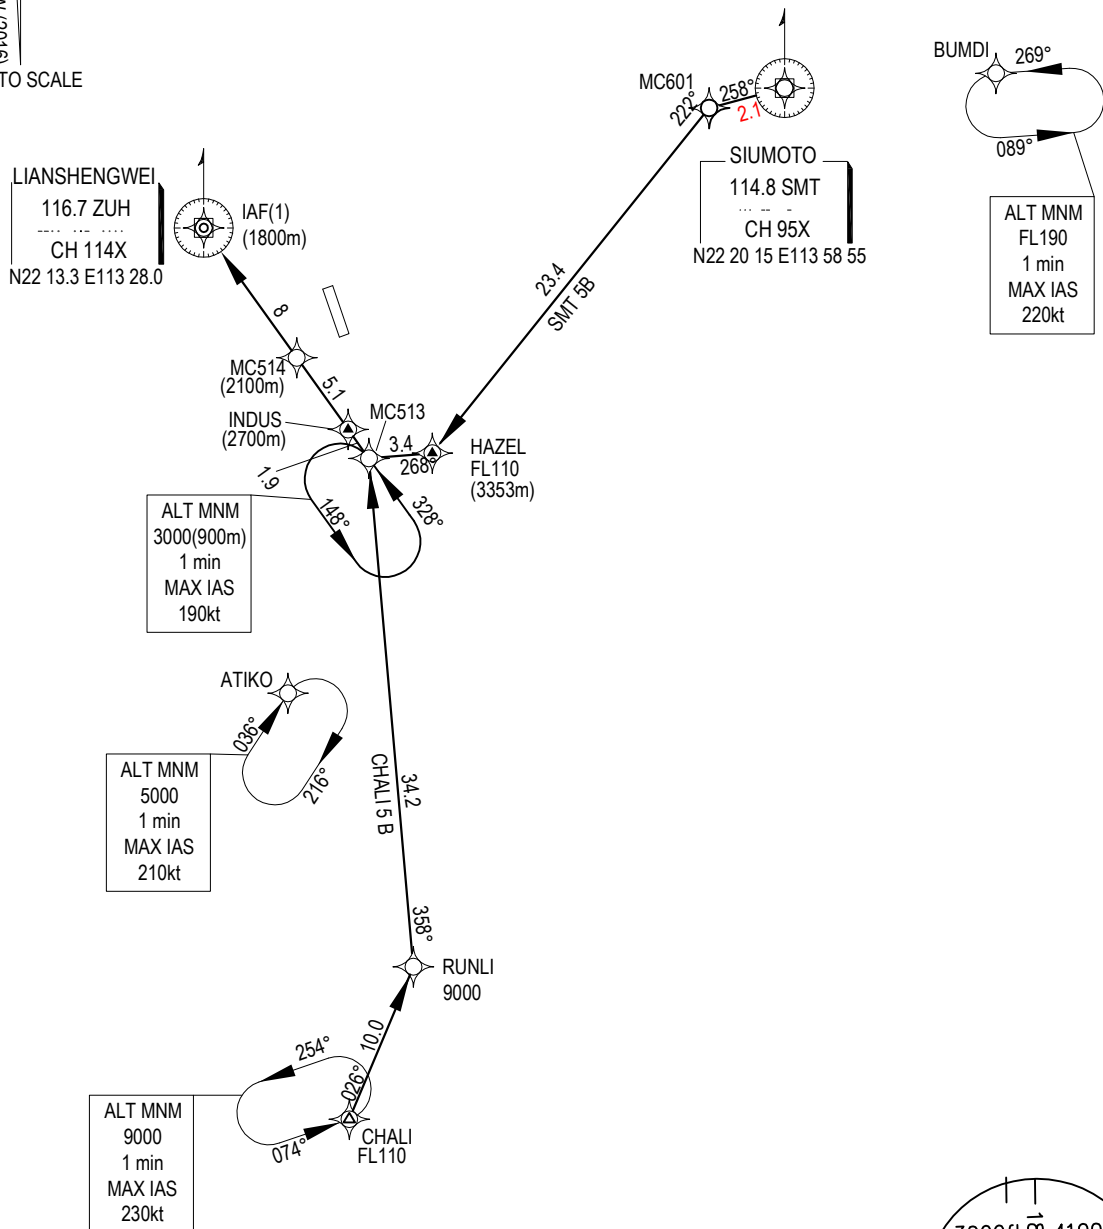 TO SCALE
BUMDI
269°
089°
ALT MNM
FL190
1 min
MAX IAS
220kt
MC601
258°
222°
2.1
SIUMOTO
114.8 SMT
CH 95X
N22 20 15 E113 58 55
LIANSHENGWEI
116.7 ZUH
CH 114X
N22 13.3 E113 28.0
IAF(1)
(1800m)
23.4
SMT 5B
8
MC514
(2100m)
5.1
INDUS
(2700m)
MC513
3.4
268°
HAZEL
FL110
(3353m)
1.9
148°
328°
ALT MNM
3000(900m)
1 min
MAX IAS
190kt
ATIKO
036°
216°
ALT MNM
5000
1 min
MAX IAS
210kt
34.2
CHALI 5 B
358°
RUNLI
9000
10.0
026°
254°
074°
CHALI
FL110
ALT MNM
9000
1 min
MAX IAS
230kt